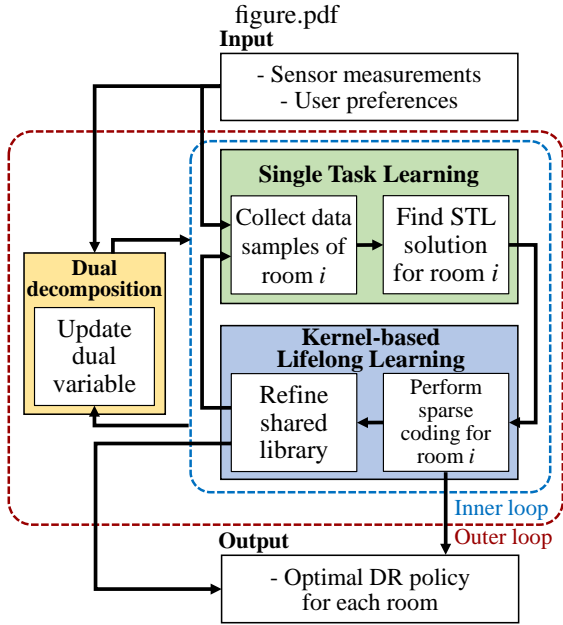 figure.pdf
Input
- Sensor measurements
- User preferences
Single Task Learning
Collect data
samples of
room i
Find STL
solution
for room i
Dual
decomposition
Update
dual
variable
Kernel-based
Lifelong Learning
Refine
shared
library
Perform
sparse
coding for
room i
Inner loop
Outer loop
Output
- Optimal DR policy
for each room